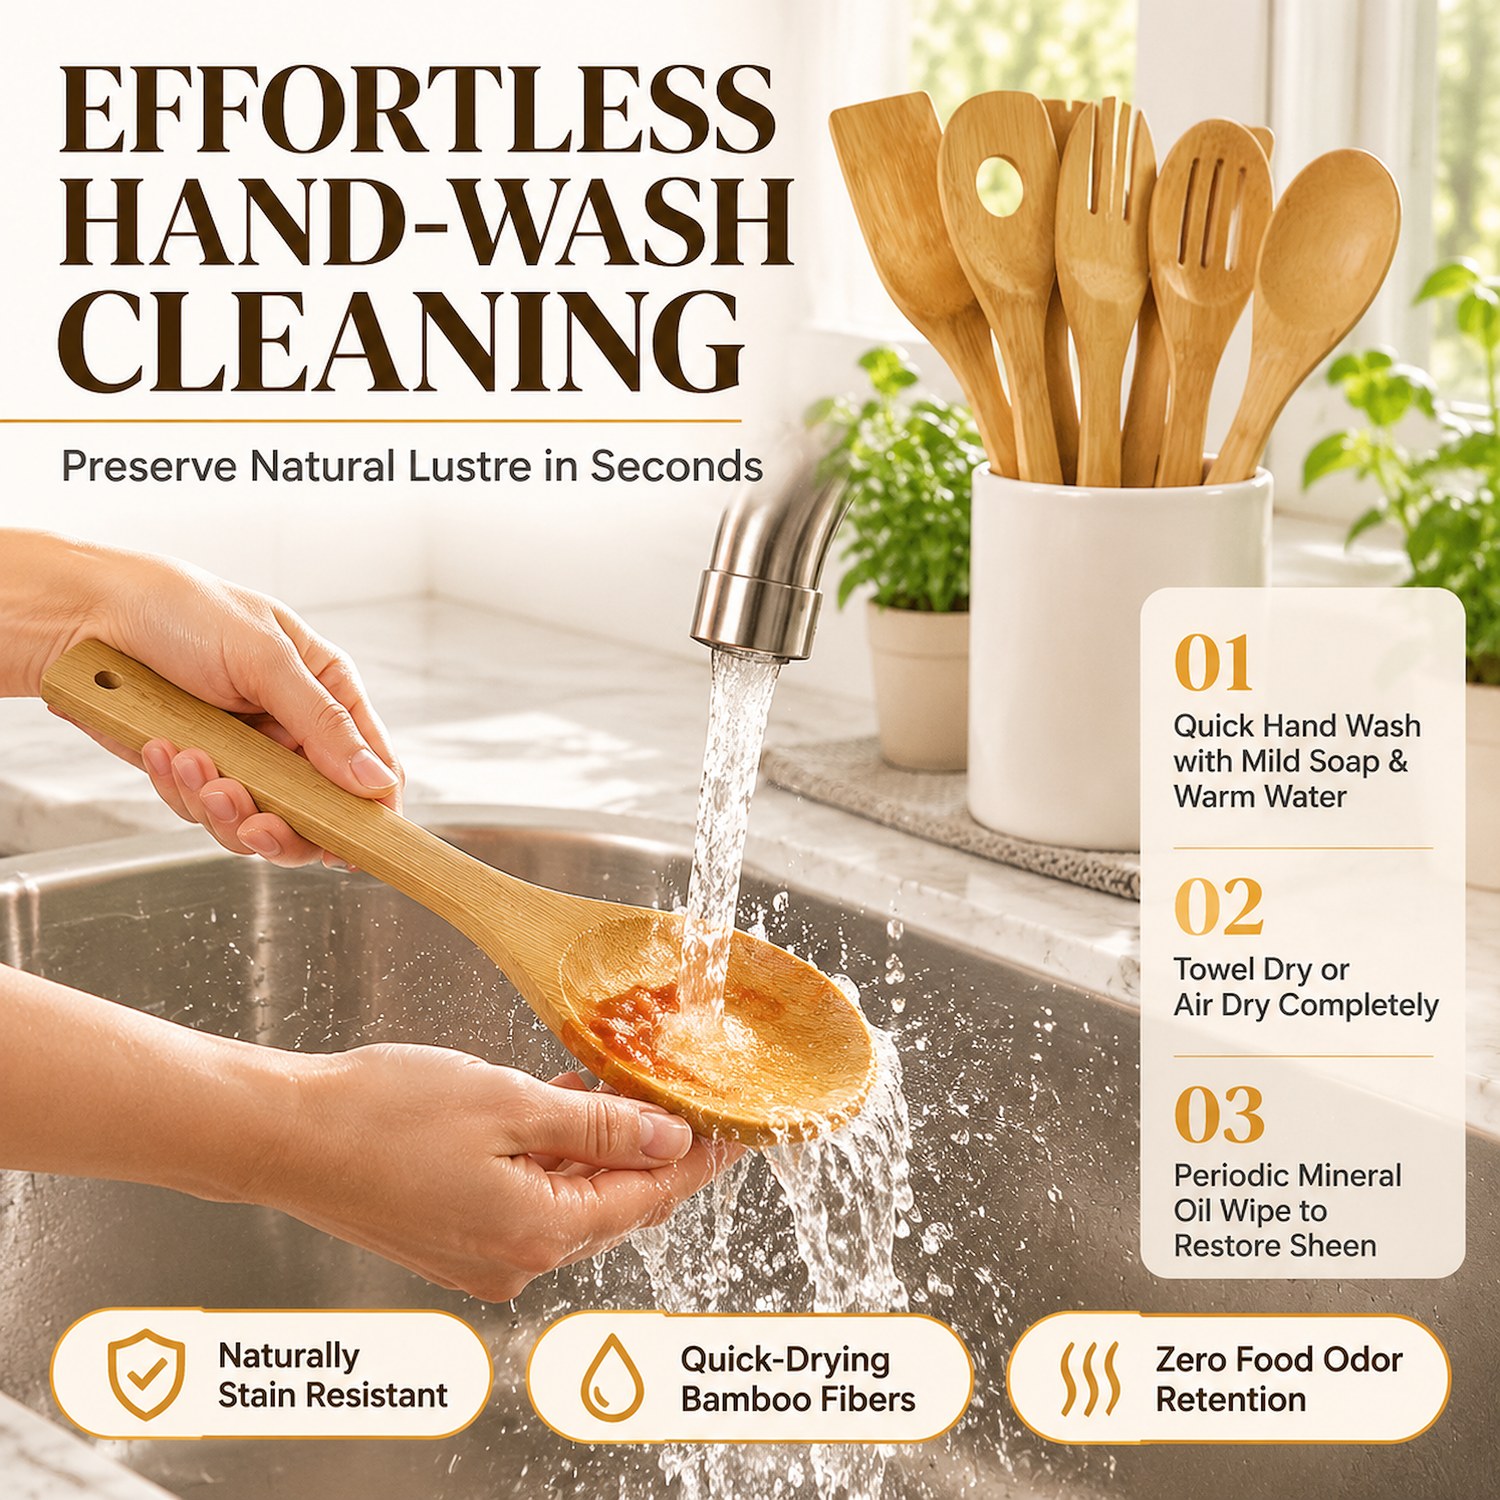 EFFORTLESS
HAND-WASH
CLEANING
Preserve Natural Lustre in Seconds
01
Quick Hand Wash
with Mild Soap &
Warm Water
02
Towel Dry or
Air Dry Completely
03
Periodic Mineral
Oil Wipe to
Restore Sheen
Naturally
Stain Resistant
Quick-Drying
Bamboo Fibers
Zero Food Odor
Retention